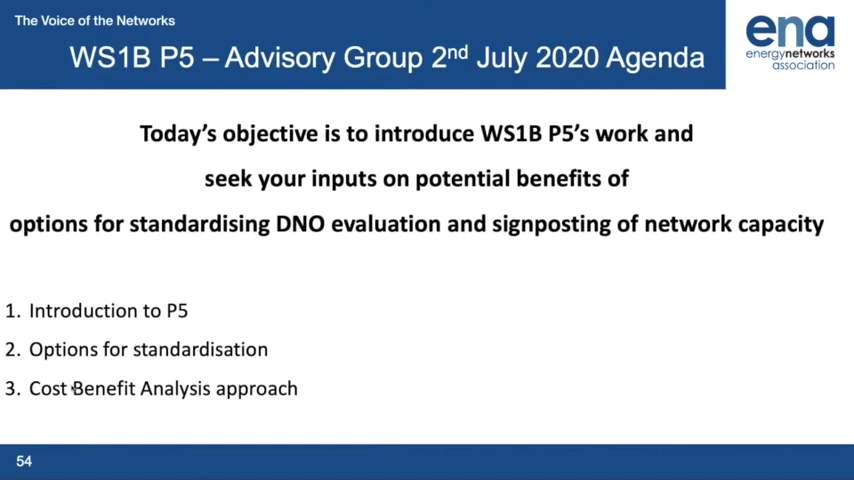 The Voice of the Networks
WS1B P5 – Advisory Group 2nd July 2020 Agenda
ena
energynetworks
association
Today's objective is to introduce WS1B P5's work and
seek your inputs on potential benefits of
options for standardising DNO evaluation and signposting of network capacity
1. Introduction to P5
2. Options for standardisation
3. Cost Benefit Analysis approach
54